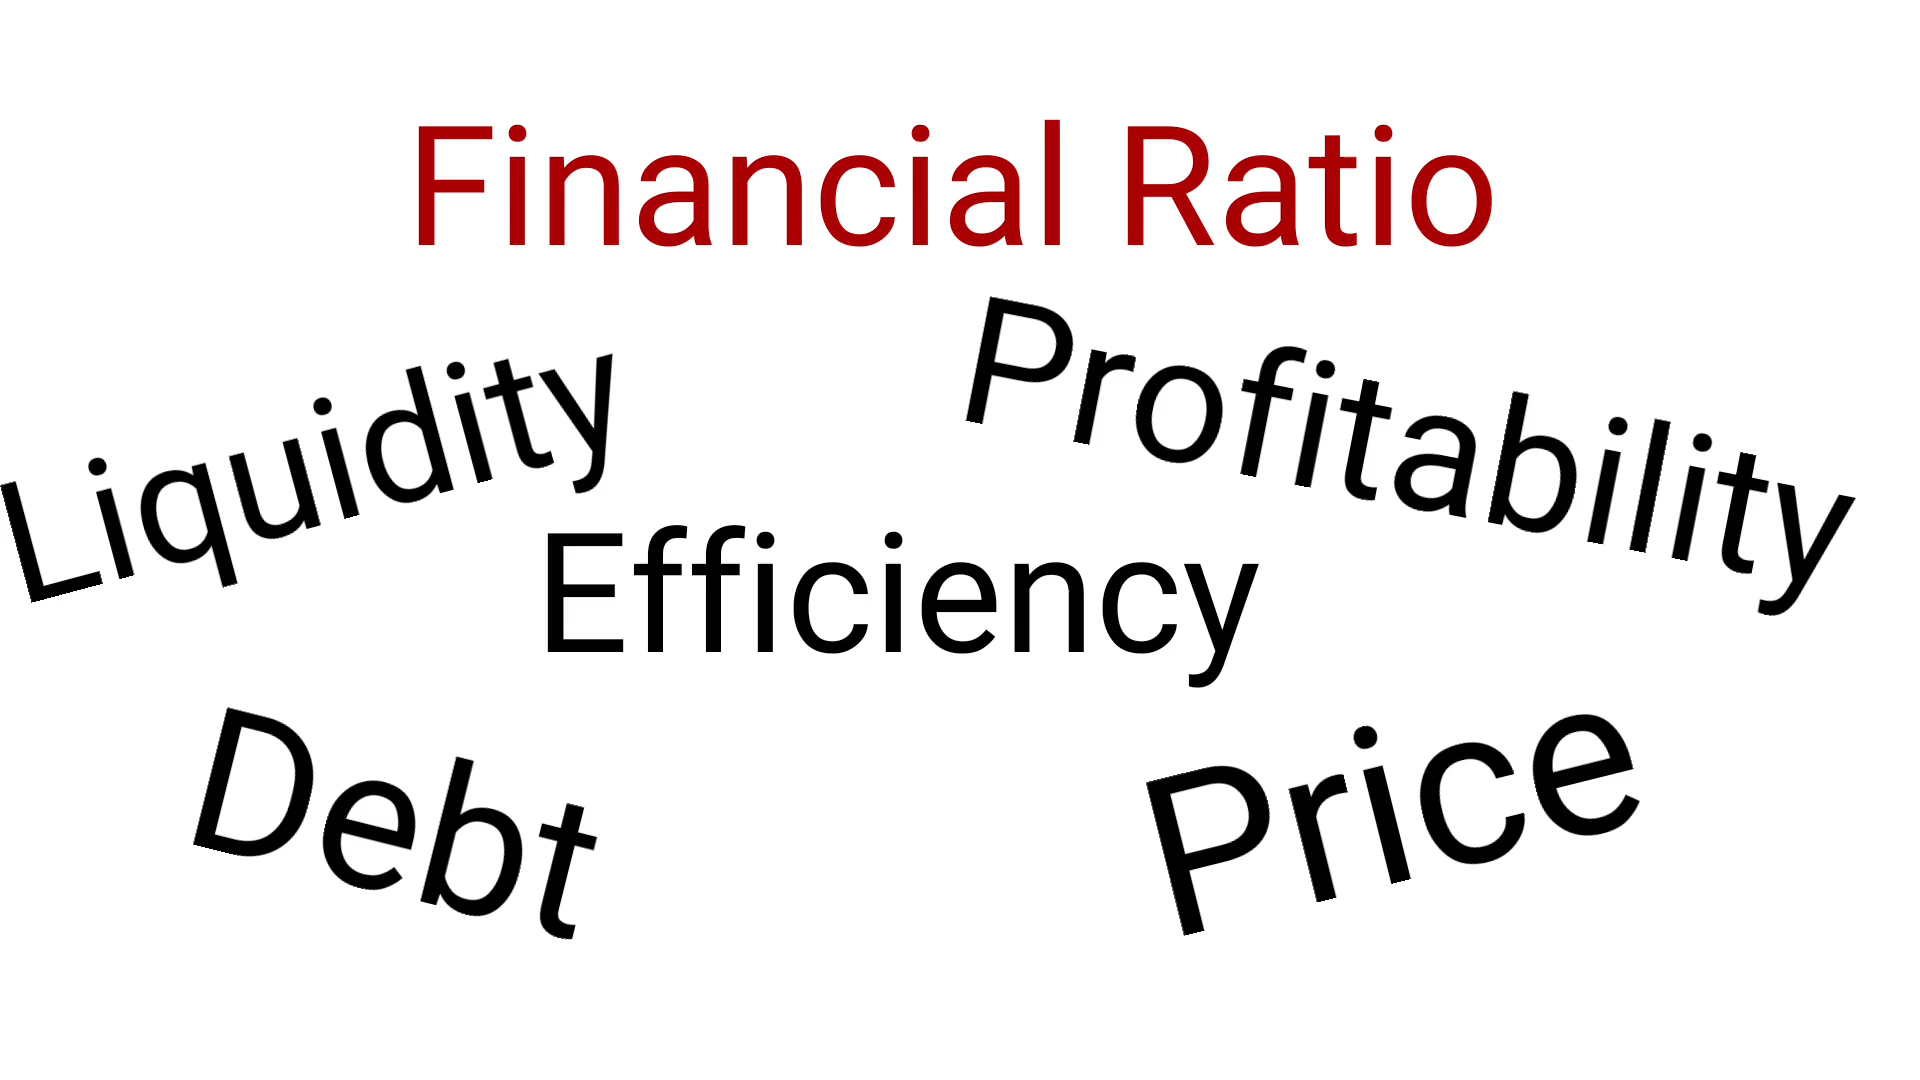 Financial Ratio
Liquidity
Profitability
Efficiency
Debt
Price